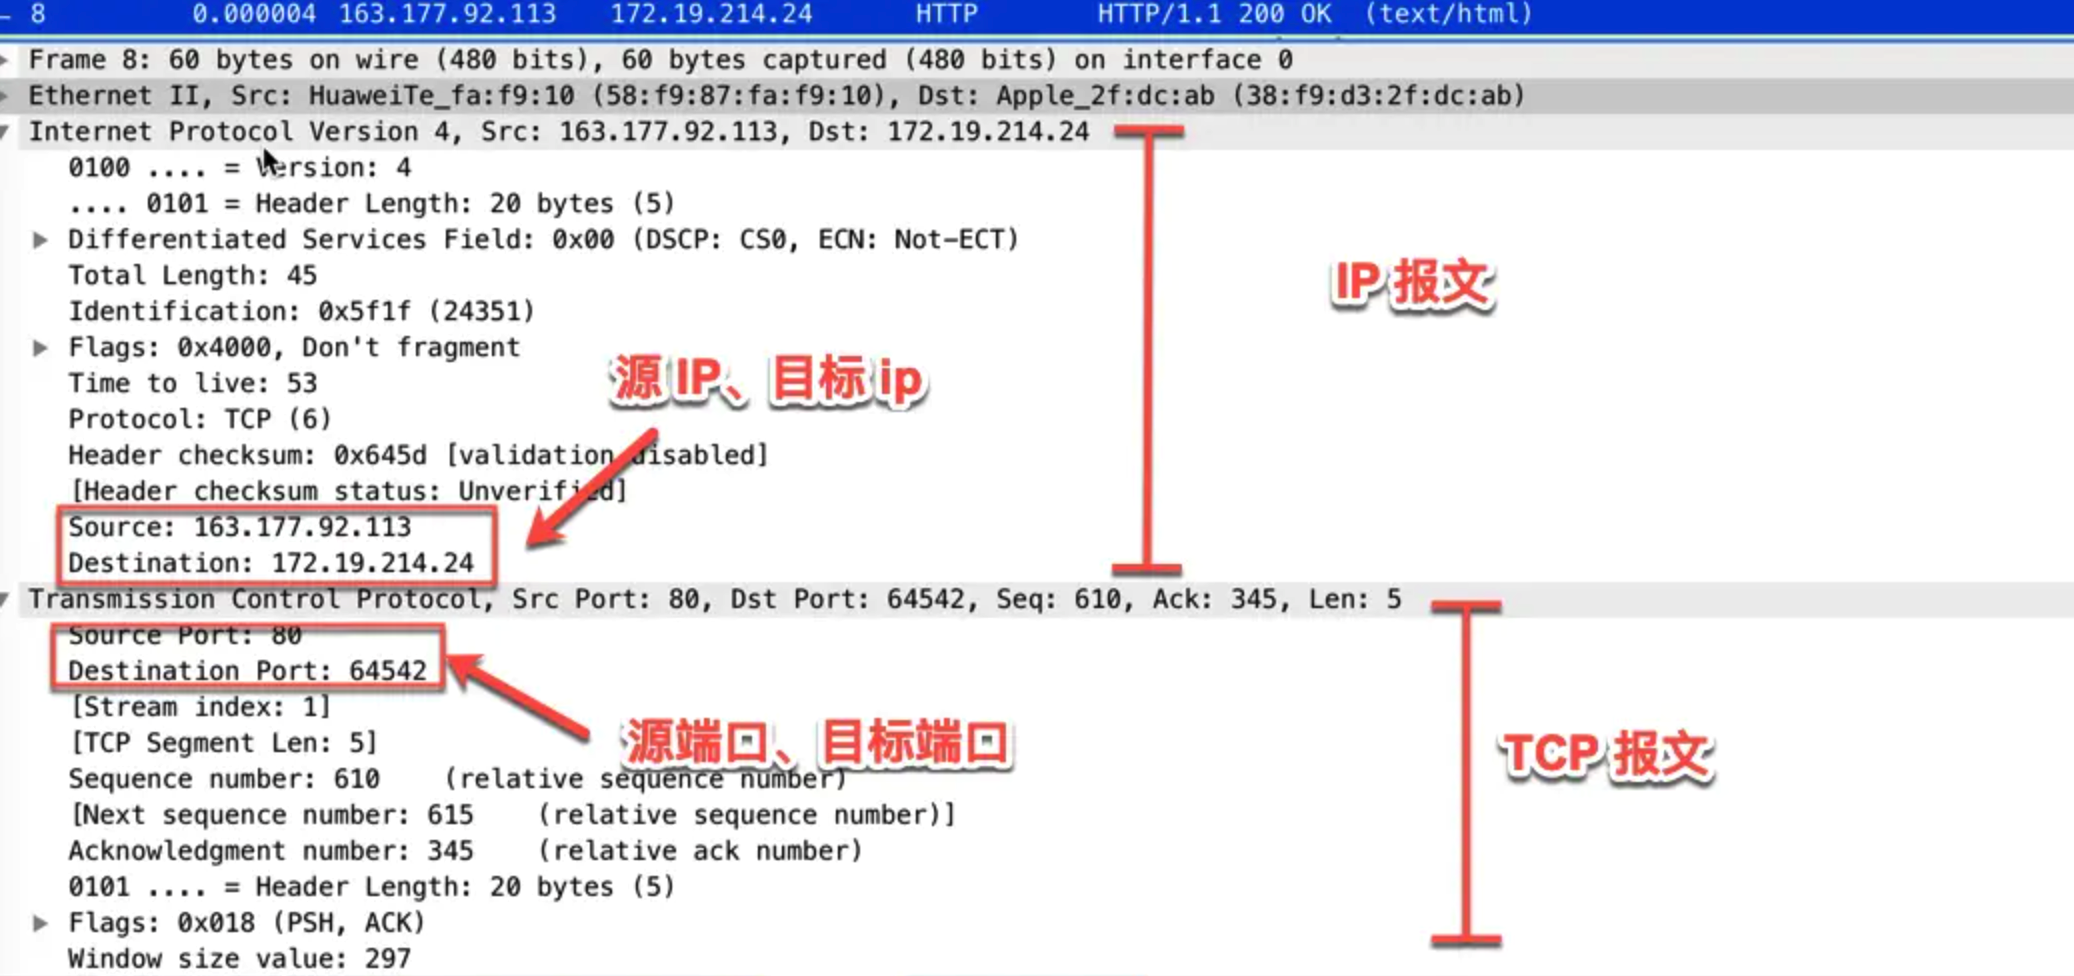 8 0.000004 163.177.92.113 172.19.214.24 HTTP HTTP/1.1 200 OK (text/html)
Frame 8: 60 bytes on wire (480 bits), 60 bytes captured (480 bits) on interface 0
Ethernet II, Src: HuaweiTe_fa:f9:10 (58:f9:87:fa:f9:10), Dst: Apple_2f:dc:ab (38:f9:d3:2f:dc:ab)
Internet Protocol Version 4, Src: 163.177.92.113, Dst: 172.19.214.24
0100 .... = Version: 4
.... 0101 = Header Length: 20 bytes (5)
Differentiated Services Field: 0x00 (DSCP: CS0, ECN: Not-ECT)
Total Length: 45
IP 报文
Identification: 0x5f1f (24351)
Flags: 0x4000, Don't fragment
Time to live: 53
源 IP、目标 ip
Protocol: TCP (6)
Header checksum: 0x645d [validation disabled]
[Header checksum status: Unverified]
Source: 163.177.92.113
Destination: 172.19.214.24
Transmission Control Protocol, Src Port: 80, Dst Port: 64542, Seq: 610, Ack: 345, Len: 5
Source Port: 80
Destination Port: 64542
[Stream index: 1]
[TCP Segment Len: 5]
源端口、目标端口
TCP 报文
Sequence number: 610 (relative sequence number)
[Next sequence number: 615 (relative sequence number)]
Acknowledgment number: 345 (relative ack number)
0101 .... = Header Length: 20 bytes (5)
Flags: 0x018 (PSH, ACK)
Window size value: 297